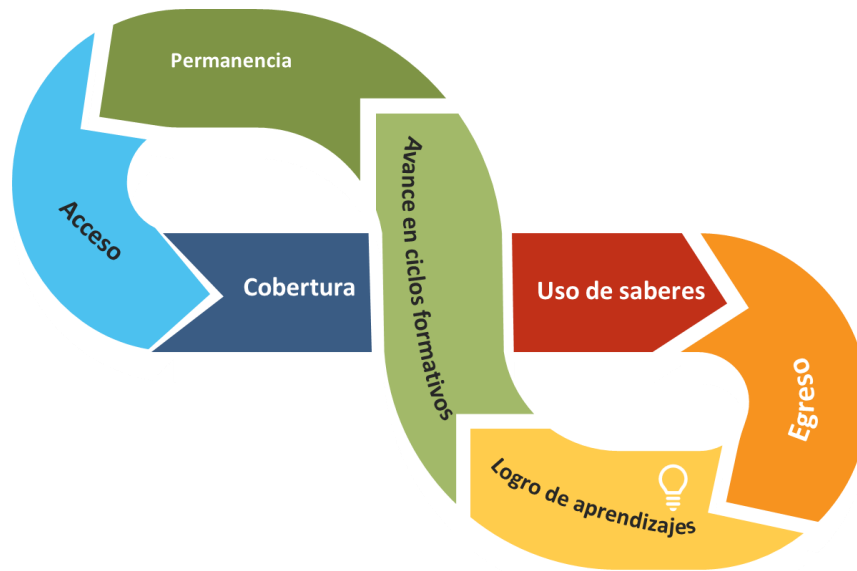 Permanencia
Acceso
Cobertura
Avance en ciclos formativos
Uso de saberes
Egreso
Logro de aprendizajes